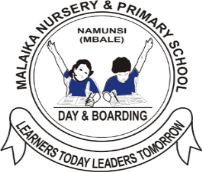 MALAIKA NURSERY & PRIMARY SCHOOL
NAMUNSI
(MBALE)
DAY & BOARDING
LEARNERS TODAY LEADERS TOMORROW